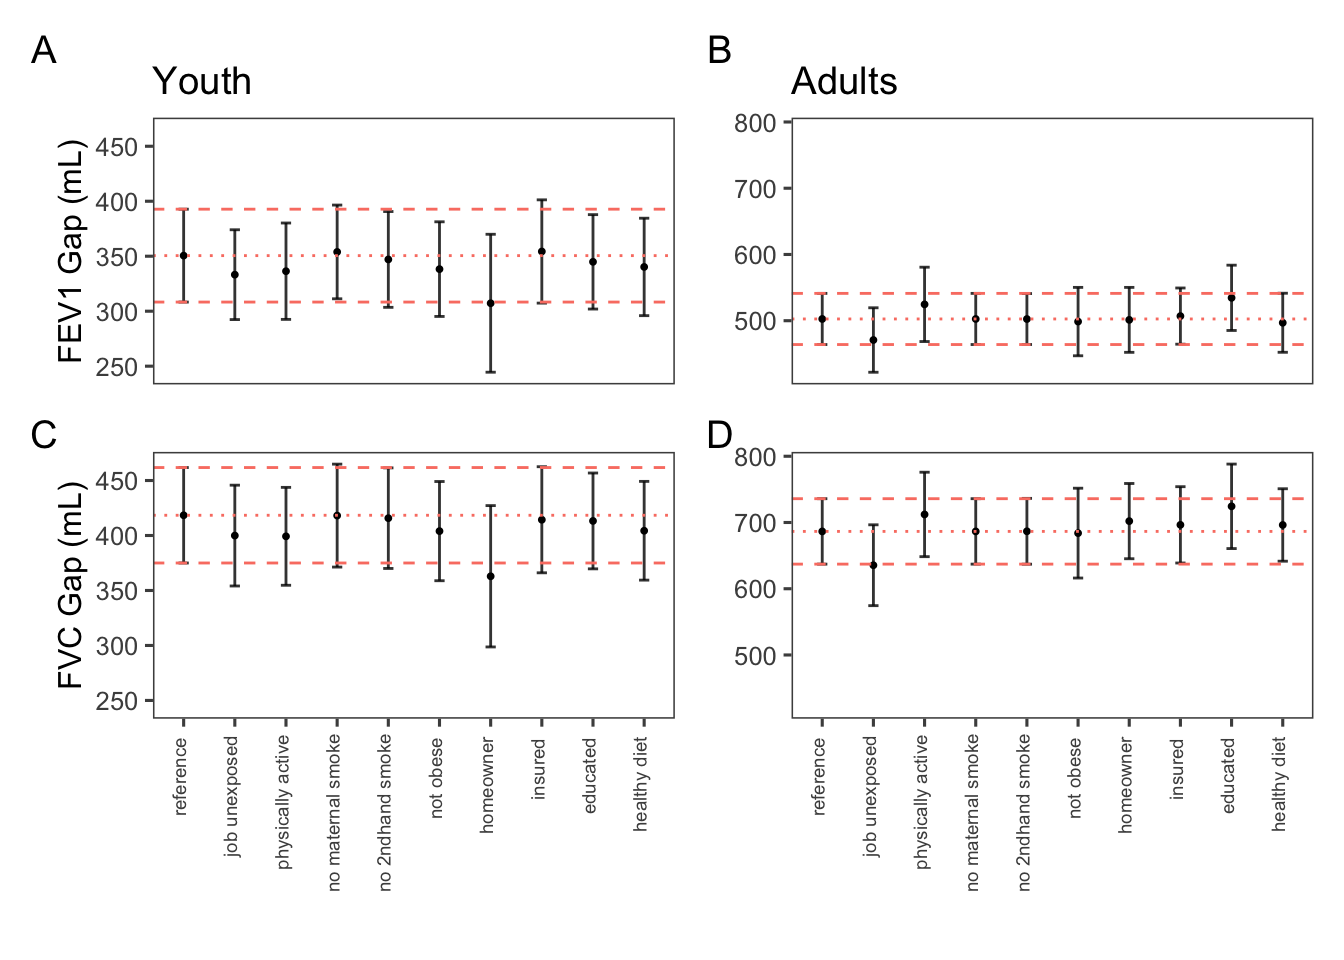 A
Youth
FEV1 Gap (mL)
450
400
350
300
250
B
Adults
800
700
600
500
C
FVC Gap (mL)
450
400
350
300
250
reference
job unexposed
physically active
no maternal smoke
no 2ndhand smoke
not obese
homeowner
insured
educated
healthy diet
D
800
700
600
500
reference
job unexposed
physically active
no maternal smoke
no 2ndhand smoke
not obese
homeowner
insured
educated
healthy diet